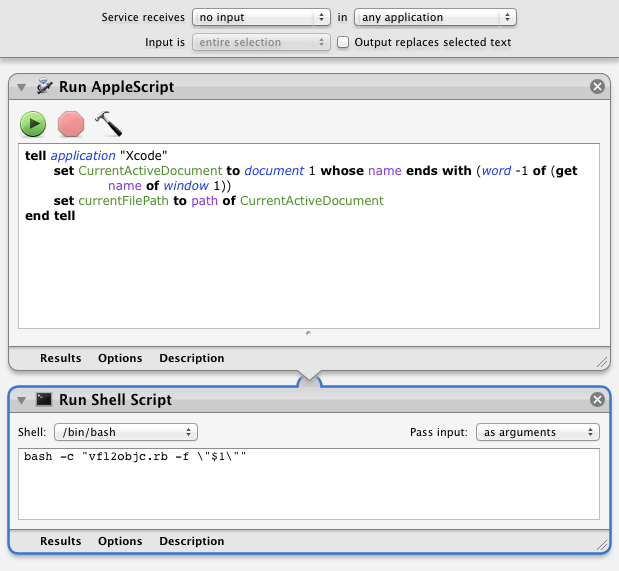 Service receives no input in any application
Input is entire selection Output replaces selected text
Run AppleScript
tell application "Xcode"
set CurrentActiveDocument to document 1 whose name ends with (word -1 of (get
name of window 1))
set currentFilePath to path of CurrentActiveDocument
end tell
Results Options Description
Run Shell Script
Shell: /bin/bash Pass input: as arguments
bash -c "vfl2objc.rb -f \"$1\""
Results Options Description